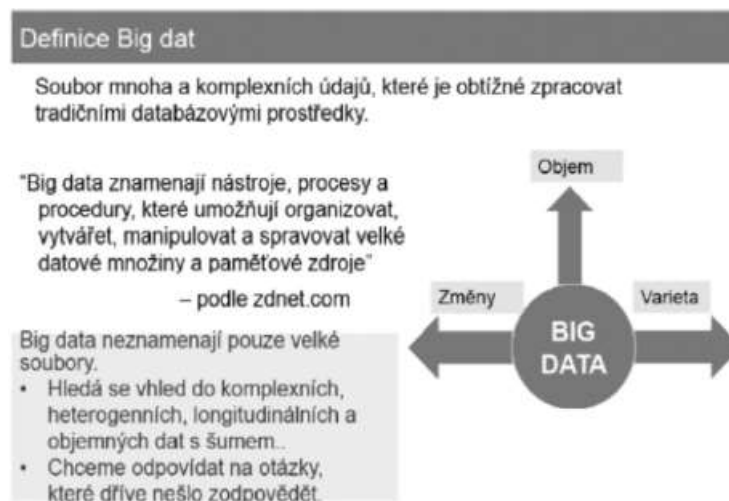 Definice Big dat
Soubor mnoha a komplexních údajů, které je obtížné zpracovat
tradičními databázovými prostředky.
"Big data znamenají nástroje, procesy a
procedury, které umožňují organizovat,
vytvářet, manipulovat a spravovat velké
datové množiny a paměťové zdroje"
– podle zdnet.com
Big data neznamenají pouze velké
soubory.
• Hledá se vhled do komplexních,
heterogenních, longitudinálních a
objemných dat s šumem..
• Chceme odpovídat na otázky,
které dříve nešlo zodpovědět.
Objem
Změny
Varieta
BIG
DATA